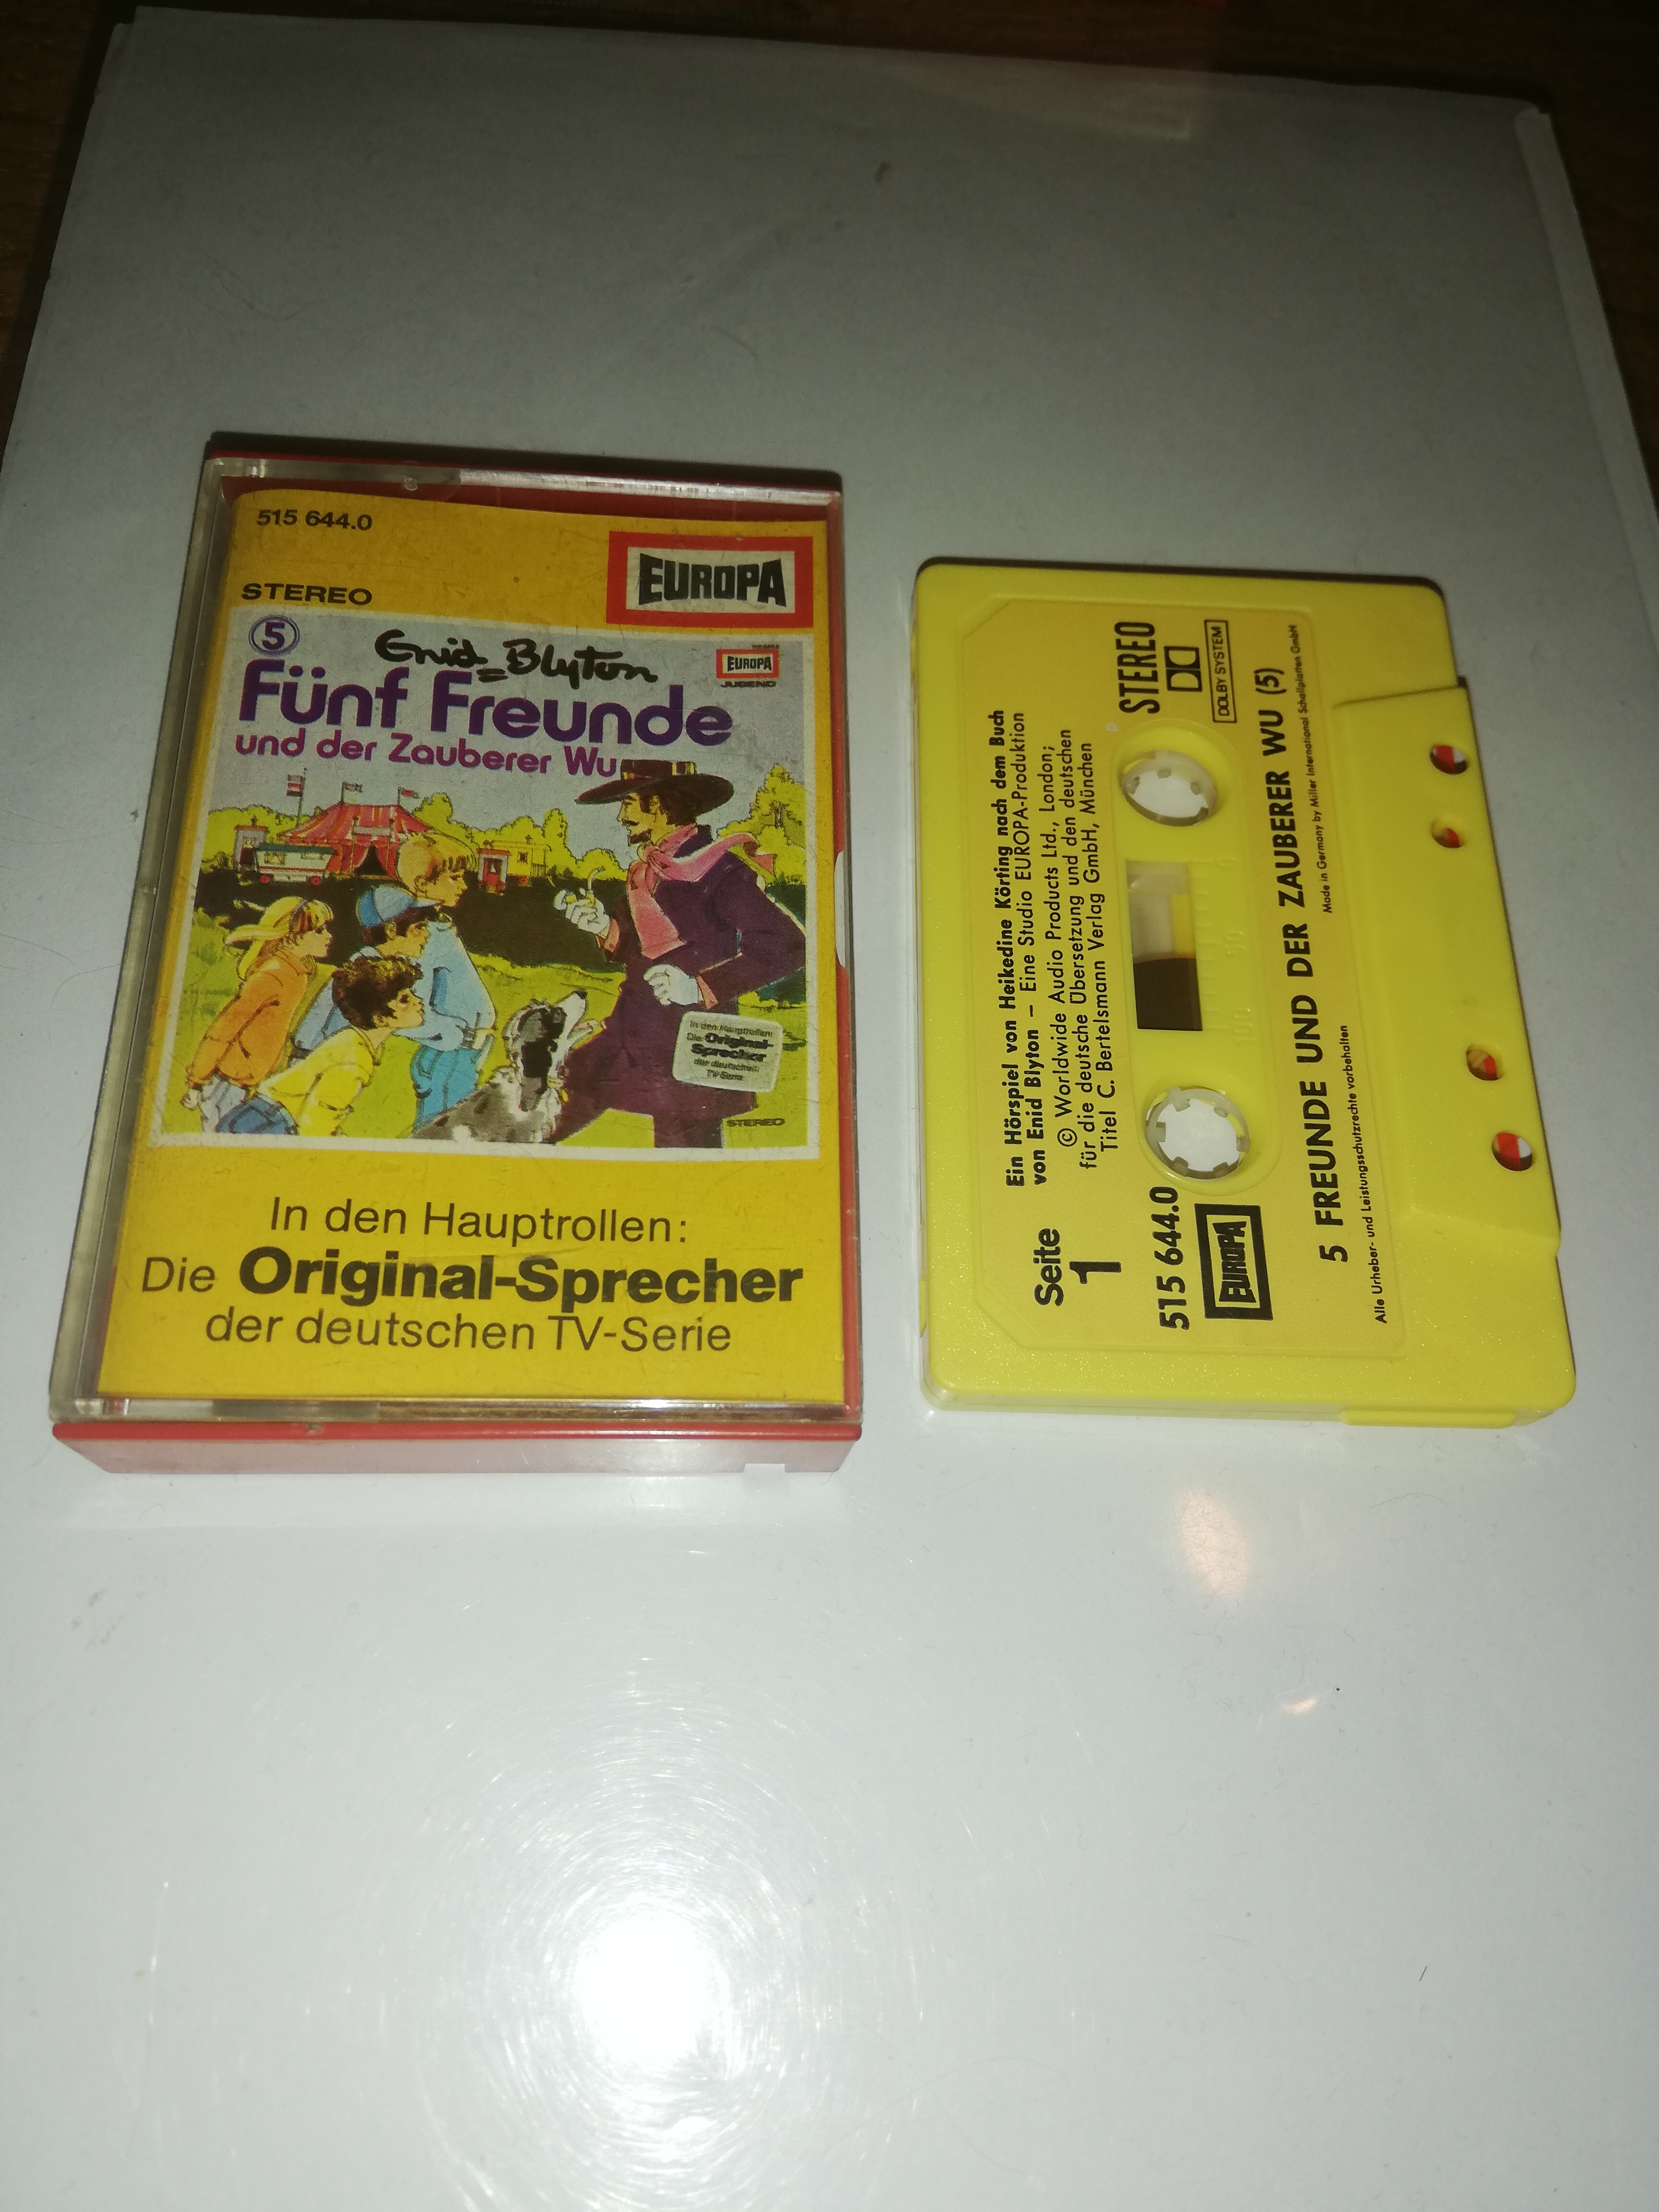 515 644.0
EUROPA
STEREO
5
Enid Blyton
EUROPA
JUGEND
Fünf Freunde
und der Zauberer Wu
In den Hauptrollen:
Die Original-
Sprecher
der deutschen
TV-Serie
STEREO
In den Hauptrollen:
Die Original-Sprecher
der deutschen TV-Serie
Ein Hörspiel von Heikedine Körting nach dem Buch
von Enid Blyton – Eine Studio EUROPA-Produktion
© Worldwide Audio Products Ltd., London;
für die deutsche Übersetzung und den deutschen
Titel C. Bertelsmann Verlag GmbH, München
Seite
1
STEREO
DOLBY SYSTEM
515 644.0
EUROPA
100 50 0
5 FREUNDE UND DER ZAUBERER WU (5)
Made in Germany by Miller International Schallplatten GmbH
Alle Urheber- und Leistungsschutzrechte vorbehalten